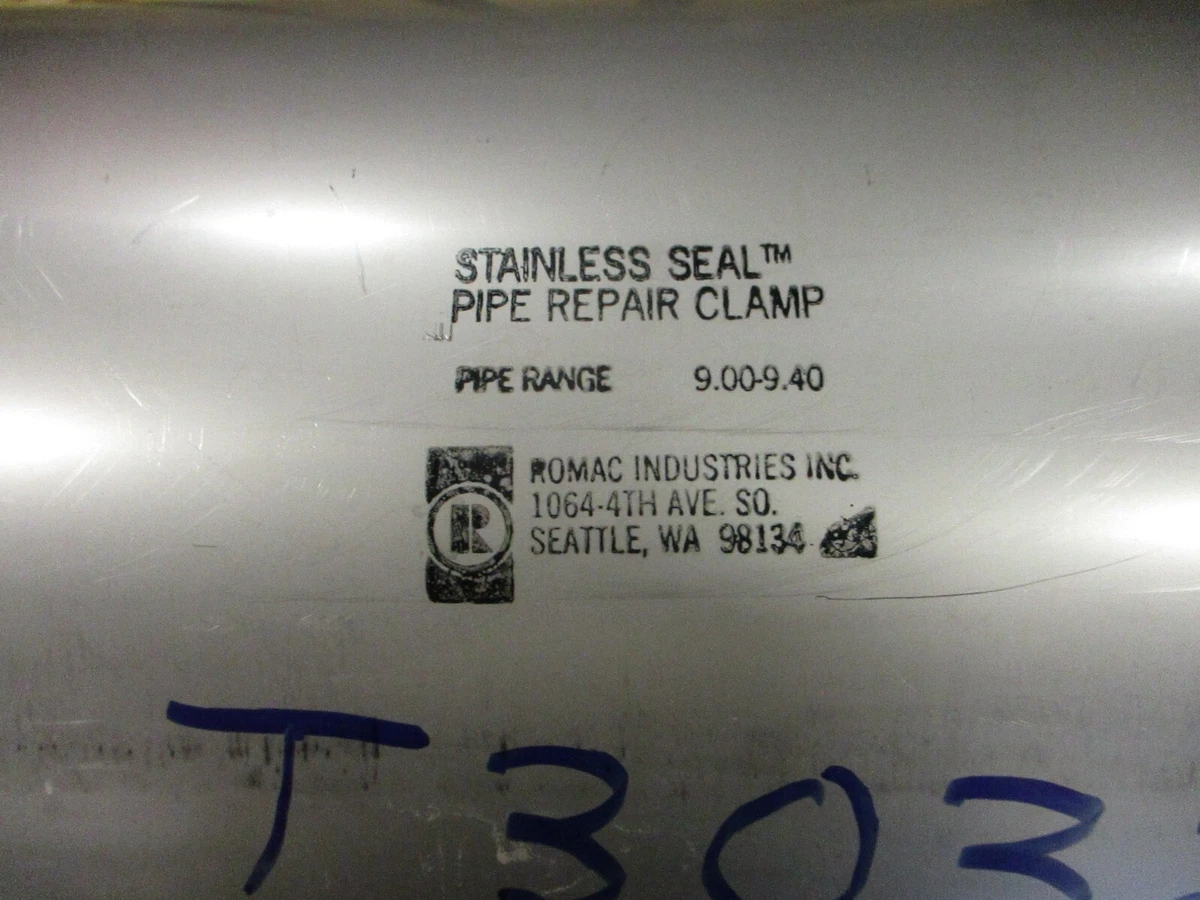 STAINLESS SEAL™
PIPE REPAIR CLAMP
PIPE RANGE 9.00-9.40
ROMAC INDUSTRIES INC.
R
1064-4TH AVE. SO.
SEATTLE, WA 98134
T303